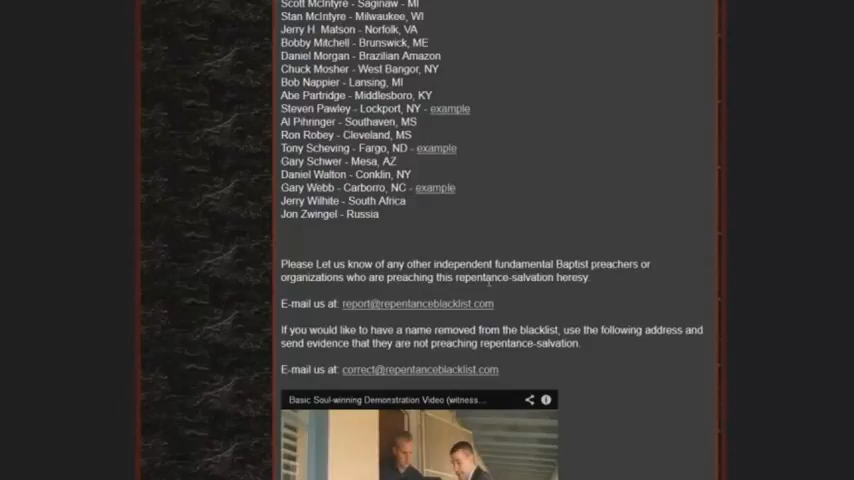 Scott McIntyre - Saginaw - MI
Stan McIntyre - Milwaukee, WI
Jerry H. Matson - Norfolk, VA
Bobby Mitchell - Brunswick, ME
Daniel Morgan - Brazilian Amazon
Chuck Mosher - West Bangor, NY
Bob Nappier - Lansing, MI
Abe Partridge - Middlesboro, KY
Steven Pawley - Lockport, NY - example
Al Pihringer - Southaven, MS
Ron Robey - Cleveland, MS
Tony Scheving - Fargo, ND - example
Gary Schwer - Mesa, AZ
Daniel Walton - Conklin, NY
Gary Webb - Carborro, NC - example
Jerry Wilhite - South Africa
Jon Zwingel - Russia
Please Let us know of any other independent fundamental Baptist preachers or
organizations who are preaching this repentance-salvation heresy.
E-mail us at: report@repentanceblacklist.com
If you would like to have a name removed from the blacklist, use the following address and
send evidence that they are not preaching repentance-salvation.
E-mail us at: correct@repentanceblacklist.com
Basic Soul-winning Demonstration Video (witness...